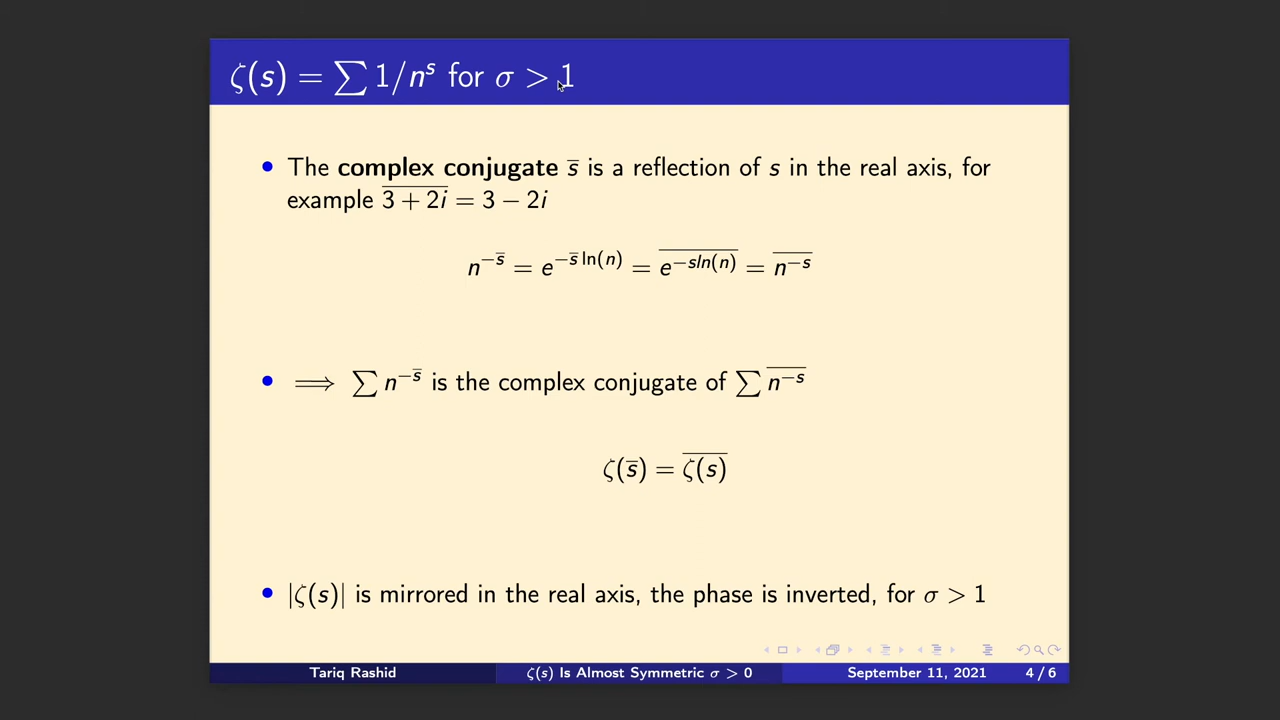 ζ(s) = ∑ 1/nˢ for σ > 1
• The complex conjugate s̅ is a reflection of s in the real axis, for
example \overline{3 + 2i} = 3 − 2i
n^{−s̅} = e^{−s̅ ln(n)} = \overline{e^{−sln(n)}} = \overline{n^{−s}}
• ⟹ ∑ n^{−s̅} is the complex conjugate of ∑ \overline{n^{−s}}
ζ(s̅) = \overline{ζ(s)}
• |ζ(s)| is mirrored in the real axis, the phase is inverted, for σ > 1
Tariq Rashid ζ(s) Is Almost Symmetric σ > 0 September 11, 2021 4 / 6